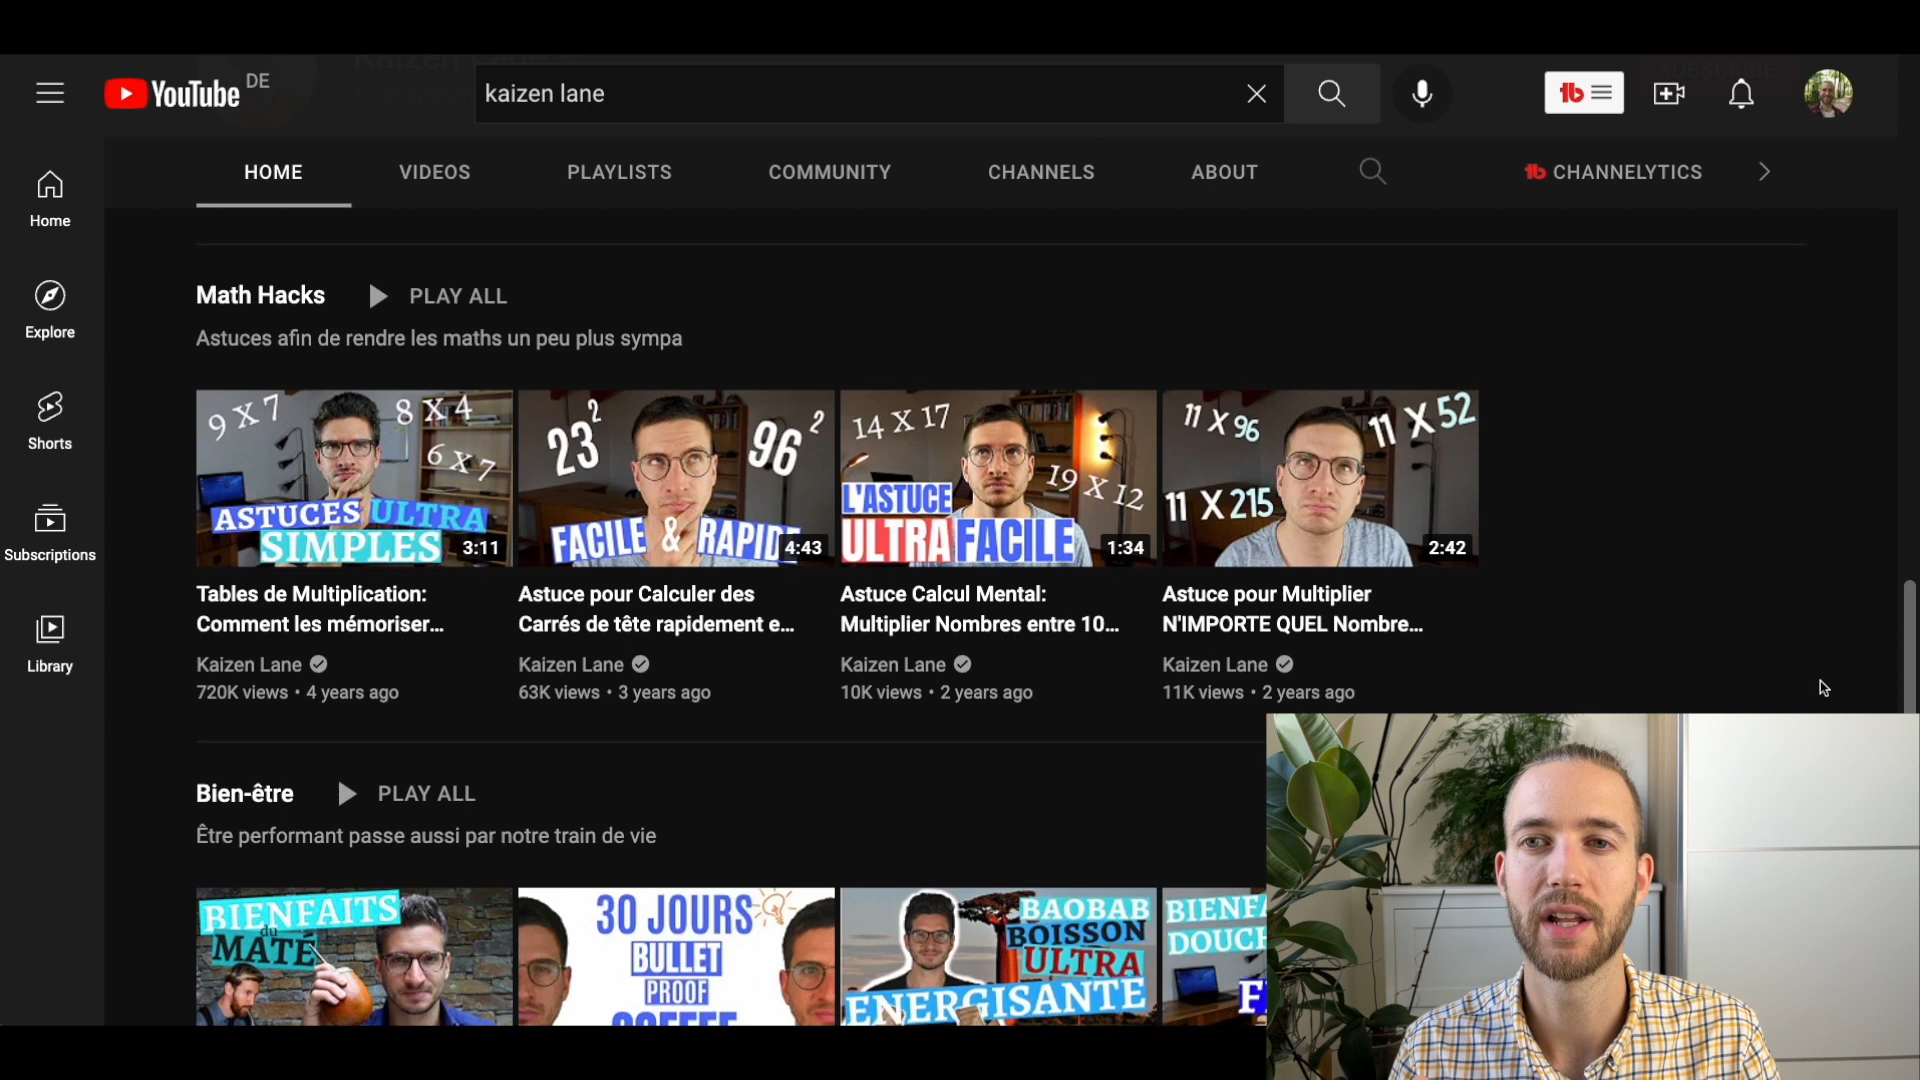 YouTube DE
kaizen lane
HOME VIDEOS PLAYLISTS COMMUNITY CHANNELS ABOUT CHANNELYTICS
Home
Explore
Shorts
Subscriptions
Library
Math Hacks PLAY ALL
Astuces afin de rendre les maths un peu plus sympa
9 X 7 8 X 4
6 X 7
ASTUCES ULTRA
SIMPLES 3:11
23² 96²
FACILE & RAPIDE 4:43
14 X 17
19 X 12
L'ASTUCE
ULTRA FACILE 1:34
11 X 96 11 X 52
11 X 215
2:42
Tables de Multiplication:
Comment les mémoriser...
Kaizen Lane
720K views • 4 years ago
Astuce pour Calculer des
Carrés de tête rapidement e...
Kaizen Lane
63K views • 3 years ago
Astuce Calcul Mental:
Multiplier Nombres entre 10...
Kaizen Lane
10K views • 2 years ago
Astuce pour Multiplier
N'IMPORTE QUEL Nombre...
Kaizen Lane
11K views • 2 years ago
Bien-être PLAY ALL
Être performant passe aussi par notre train de vie
BIENFAITS
du
MATÉ
30 JOURS
BULLET
PROOF
COFFEE
BAOBAB
BOISSON
ULTRA
ENERGISANTE